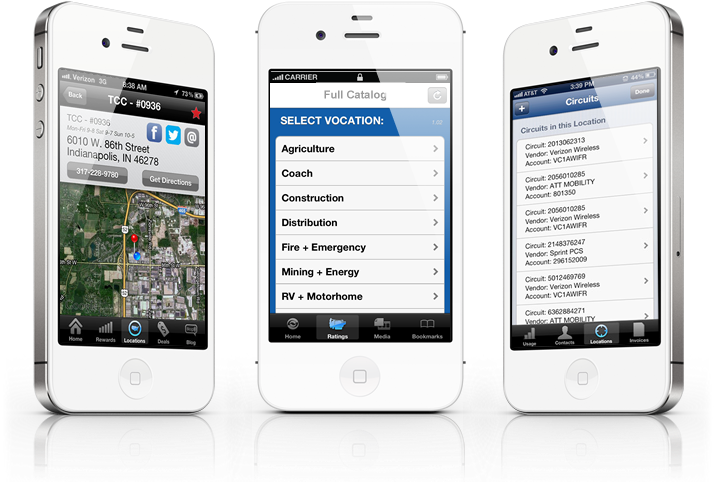 Verizon 3G
8:38 AM
73%
Back
TCC - #0936
TCC - #0936
Mon-Fri 9-8 Sat 9-7 Sun 10-5
6010 W. 86th Street
Indianapolis, IN 46278
317-228-9780
Get Directions
Home
Rewards
Locations
Deals
Blog
CARRIER
Full Catalog
SELECT VOCATION:
Agriculture
Coach
Construction
Distribution
Fire + Emergency
Mining + Energy
RV + Motorhome
Home
Ratings
Media
Bookmarks
AT&T
3:39 PM
44%
Circuits
Done
Circuits in this Location
Circuit: 2013062313
Vendor: Verizon Wireless
Account: VC1AWIFR
Circuit: 2056010285
Vendor: ATT MOBILITY
Account: 801350
Circuit: 2056010285
Vendor: Verizon Wireless
Account: VC1AWIFR
Circuit: 2148376247
Vendor: Sprint PCS
Account: 296152009
Circuit: 5012469769
Vendor: Verizon Wireless
Account: VC1AWIFR
Circuit: 6362884271
Vendor: ATT MOBILITY
Usage
Contacts
Locations
Invoices